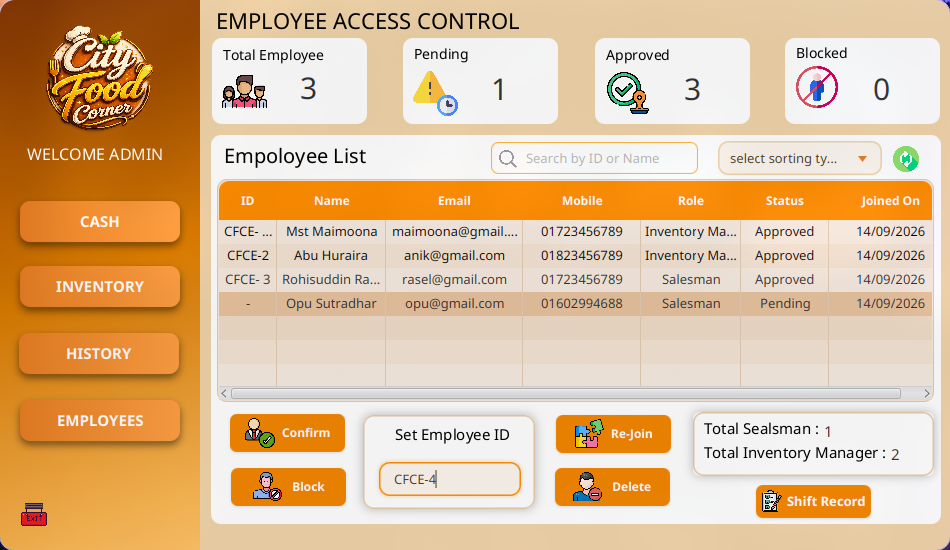 City
Food
Corner
WELCOME ADMIN
CASH
INVENTORY
HISTORY
EMPLOYEES
Exit
EMPLOYEE ACCESS CONTROL
Total Employee
3
Pending
1
Approved
3
Blocked
0
Empoloyee List
Search by ID or Name
select sorting ty...
ID Name Email Mobile Role Status Joined On
CFCE- ... Mst Maimoona maimoona@gmail.... 01723456789 Inventory Ma... Approved 14/09/2026
CFCE-2 Abu Huraira anik@gmail.com 01823456789 Inventory Ma... Approved 14/09/2026
CFCE- 3 Rohisuddin Ra... rasel@gmail.com 01723456789 Salesman Approved 14/09/2026
- Opu Sutradhar opu@gmail.com 01602994688 Salesman Pending 14/09/2026
Confirm
Block
Set Employee ID
CFCE-4
Re-Join
Delete
Total Sealsman : 1
Total Inventory Manager : 2
Shift Record